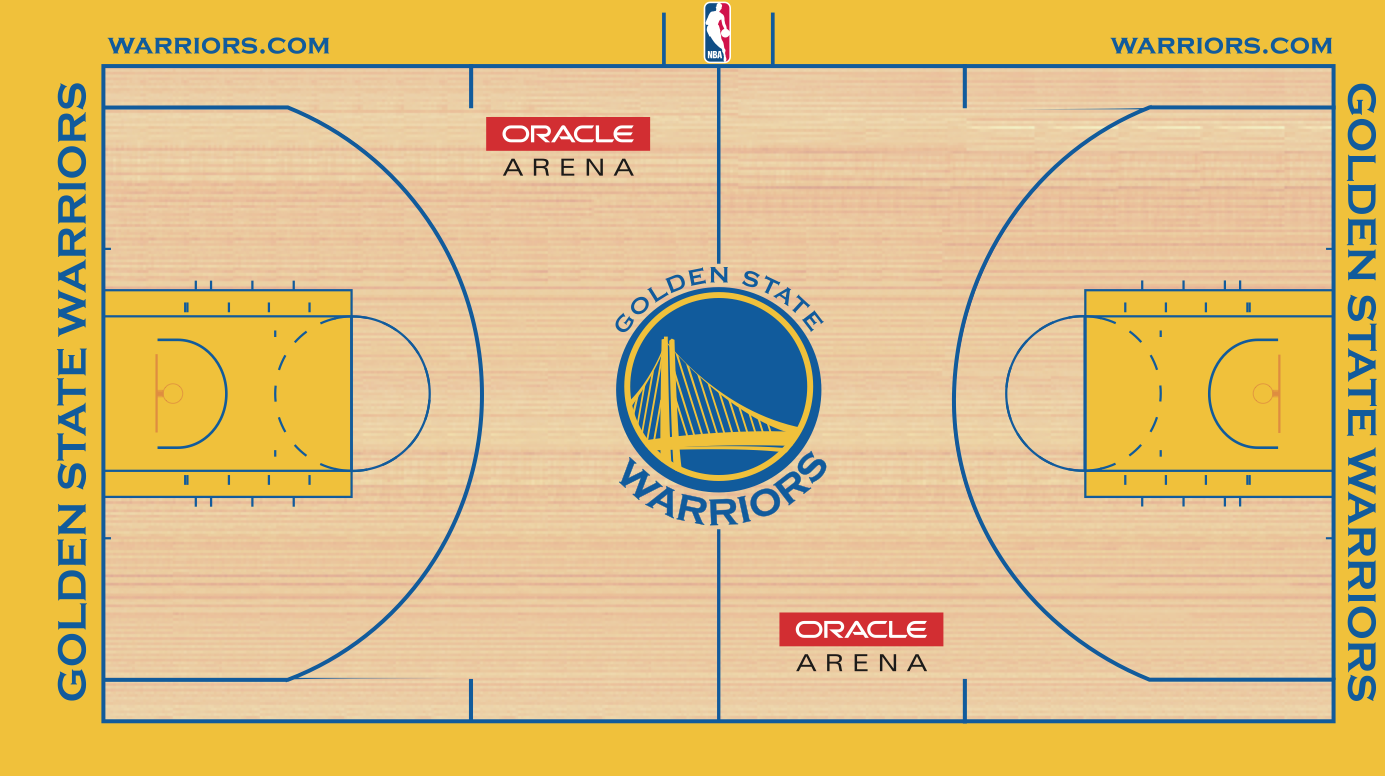 NBA
WARRIORS.COM
WARRIORS.COM
GOLDEN STATE WARRIORS
ORACLE
ARENA
GOLDEN STATE
WARRIORS
ORACLE
ARENA
GOLDEN STATE WARRIORS